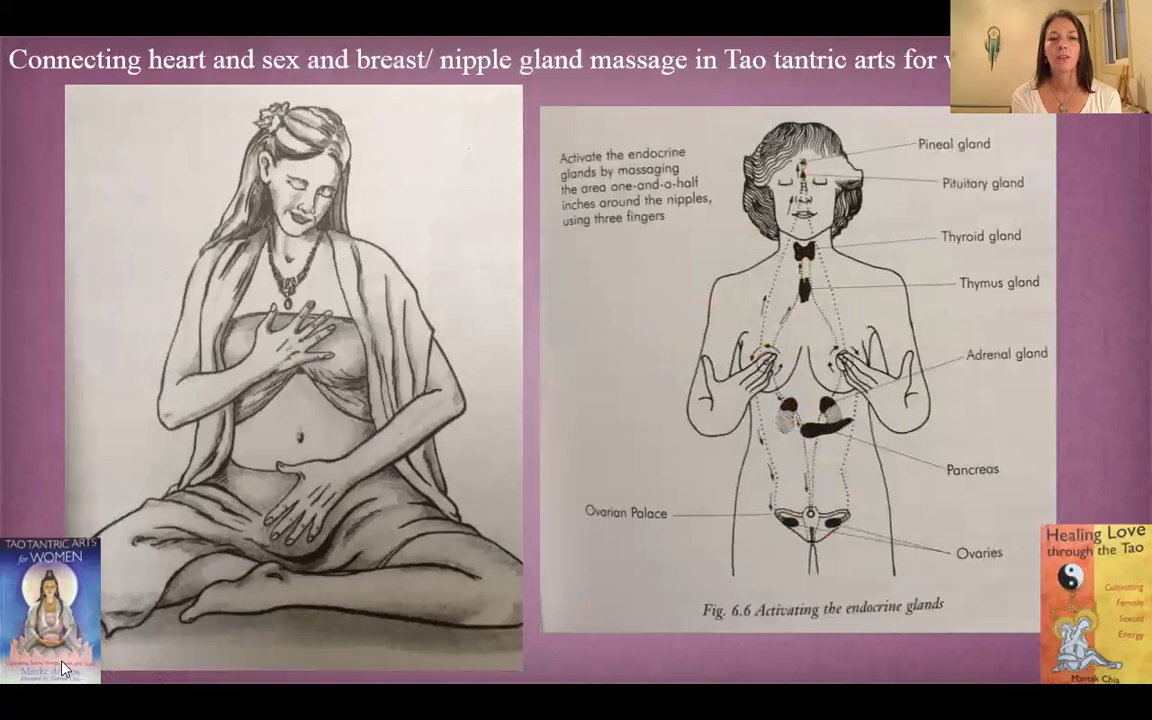 Connecting heart and sex and breast/ nipple gland massage in Tao tantric arts for
Activate the endocrine
glands by massaging
the area one-and-a-half
inches around the nipples,
using three fingers
Pineal gland
Pituitary gland
Thyroid gland
Thymus gland
Adrenal gland
Pancreas
Ovarian Palace
Ovaries
Fig. 6.6 Activating the endocrine glands
TAO TANTRIC ARTS
for WOMEN
Healing Love
through the Tao
Cultivating
Female
Sexual
Energy
Mantak Chia